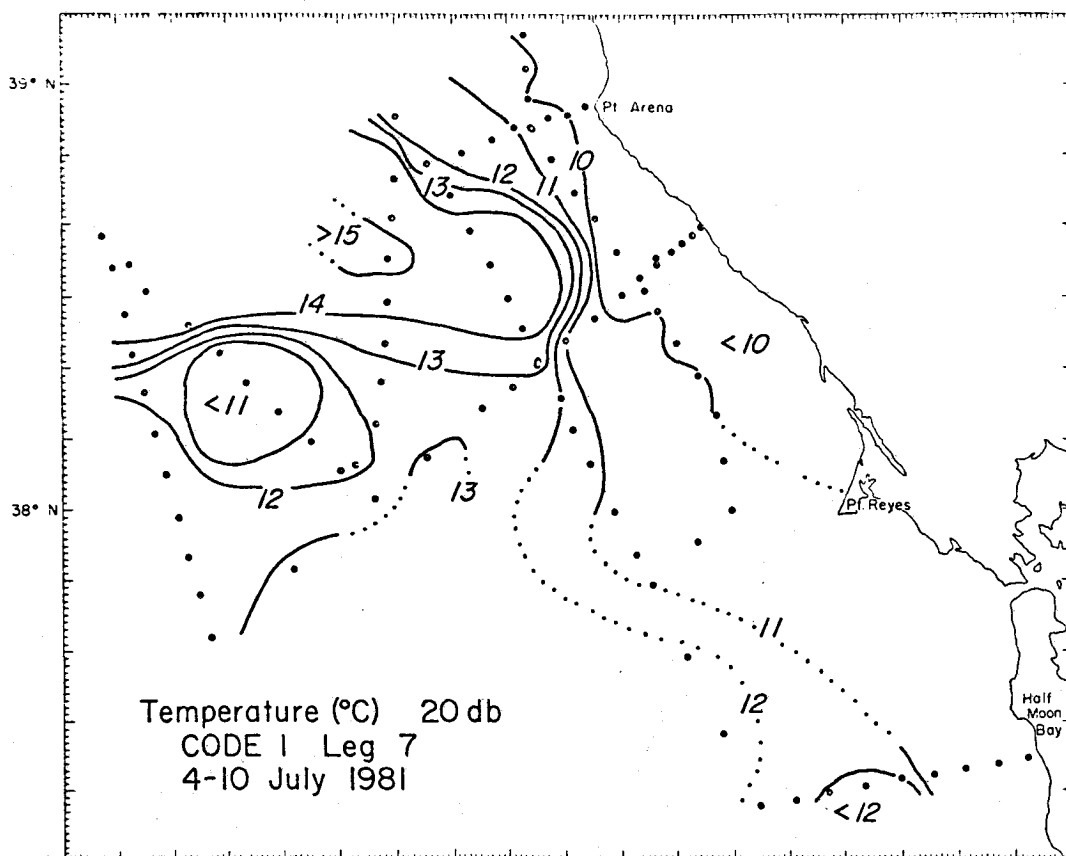 39° N
Pt. Arena
10
12
11
13
>15
14
13
<10
<11
12
13
38° N
Pt. Reyes
11
12
Half
Moon
Bay
<12
Temperature (°C) 20 db
CODE 1 Leg 7
4-10 July 1981